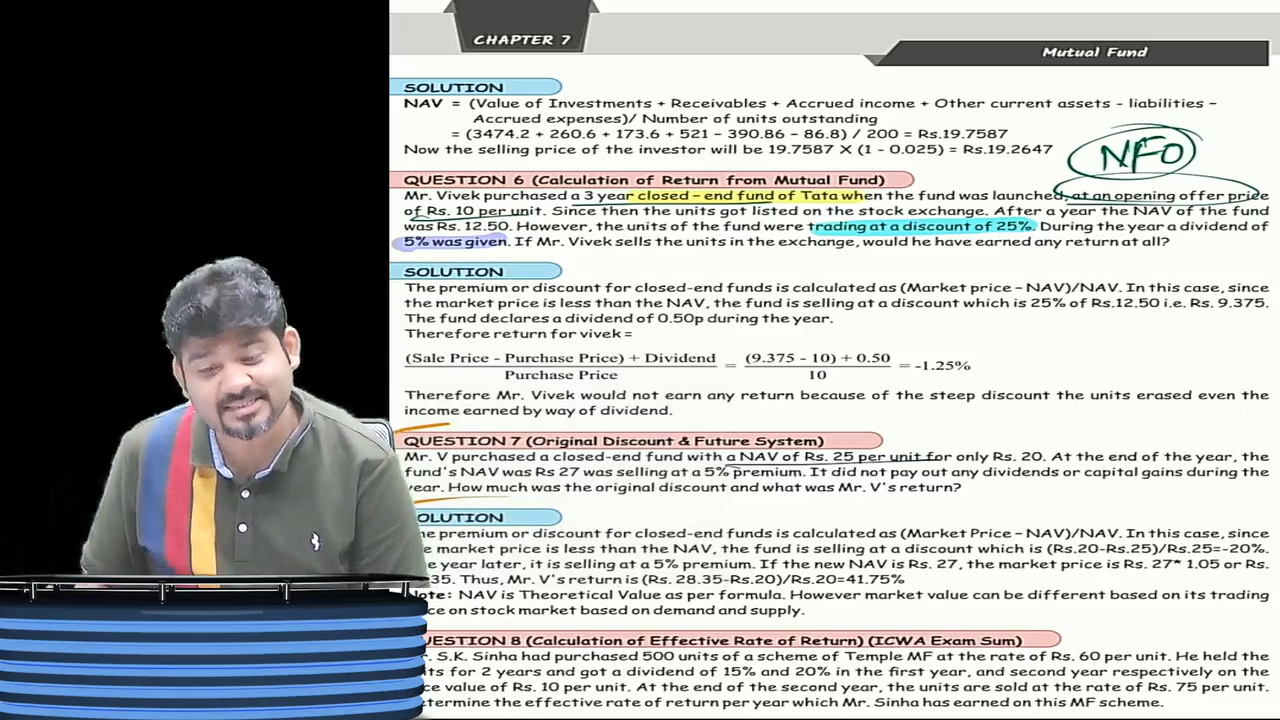 CHAPTER 7
Mutual Fund
SOLUTION
NAV = (Value of Investments + Receivables + Accrued income + Other current assets - liabilities –
Accrued expenses)/ Number of units outstanding
= (3474.2 + 260.6 + 173.6 + 521 – 390.86 – 86.8) / 200 = Rs.19.7587
Now the selling price of the investor will be 19.7587 X (1 - 0.025) = Rs.19.2647
NFO
QUESTION 6 (Calculation of Return from Mutual Fund)
Mr. Vivek purchased a 3 year closed – end fund of Tata when the fund was launched, at an opening offer price
of Rs. 10 per unit. Since then the units got listed on the stock exchange. After a year the NAV of the fund
was Rs. 12.50. However, the units of the fund were trading at a discount of 25%. During the year a dividend of
5% was given. If Mr. Vivek sells the units in the exchange, would he have earned any return at all?
SOLUTION
The premium or discount for closed-end funds is calculated as (Market price – NAV)/NAV. In this case, since
the market price is less than the NAV, the fund is selling at a discount which is 25% of Rs.12.50 i.e. Rs. 9.375.
The fund declares a dividend of 0.50p during the year.
Therefore return for vivek =
(Sale Price - Purchase Price) + Dividend = (9.375 - 10) + 0.50 = -1.25%
Purchase Price 10
Therefore Mr. Vivek would not earn any return because of the steep discount the units erased even the
income earned by way of dividend.
QUESTION 7 (Original Discount & Future System)
Mr. V purchased a closed-end fund with a NAV of Rs. 25 per unit for only Rs. 20. At the end of the year, the
fund's NAV was Rs 27 was selling at a 5% premium. It did not pay out any dividends or capital gains during the
year. How much was the original discount and what was Mr. V's return?
OLUTION
he premium or discount for closed-end funds is calculated as (Market Price – NAV)/NAV. In this case, since
e market price is less than the NAV, the fund is selling at a discount which is (Rs.20-Rs.25)/Rs.25=-20%.
e year later, it is selling at a 5% premium. If the new NAV is Rs. 27, the market price is Rs. 27* 1.05 or Rs.
.35. Thus, Mr. V's return is (Rs. 28.35-Rs.20)/Rs.20=41.75%
ote: NAV is Theoretical Value as per formula. However market value can be different based on its trading
ce on stock market based on demand and supply.
UESTION 8 (Calculation of Effective Rate of Return) (ICWA Exam Sum)
r. S.K. Sinha had purchased 500 units of a scheme of Temple MF at the rate of Rs. 60 per unit. He held the
its for 2 years and got a dividend of 15% and 20% in the first year, and second year respectively on the
ce value of Rs. 10 per unit. At the end of the second year, the units are sold at the rate of Rs. 75 per unit.
etermine the effective rate of return per year which Mr. Sinha has earned on this MF scheme.